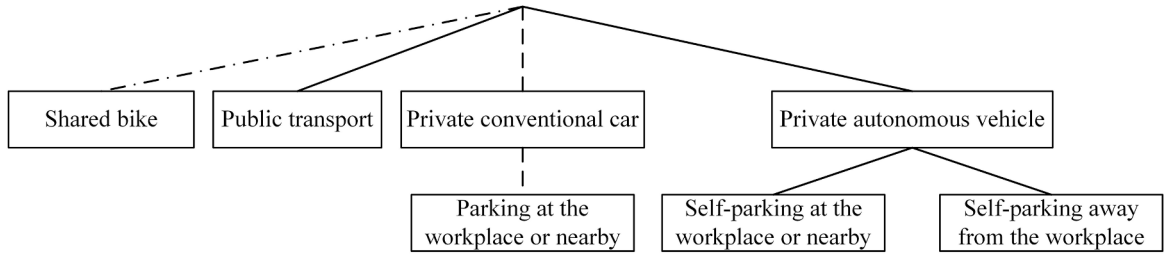 Shared bike
Public transport
Private conventional car
Private autonomous vehicle
Parking at the
workplace or nearby
Self-parking at the
workplace or nearby
Self-parking away
from the workplace